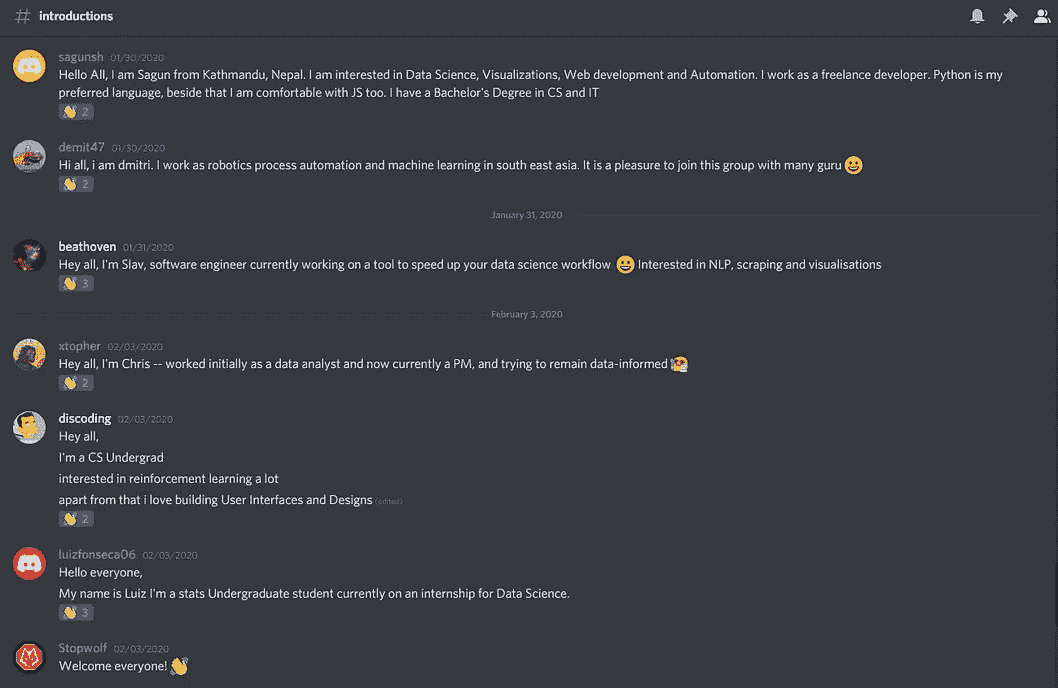 # introductions
sagunsh 01/30/2020
Hello All, I am Sagun from Kathmandu, Nepal. I am interested in Data Science, Visualizations, Web development and Automation. I work as a freelance developer. Python is my
preferred language, beside that I am comfortable with JS too. I have a Bachelor's Degree in CS and IT
👋 2
demit47 01/30/2020
Hi all, i am dmitri. I work as robotics process automation and machine learning in south east asia. It is a pleasure to join this group with many guru 😀
👋 2
January 31, 2020
beathoven 01/31/2020
Hey all, I'm Slav, software engineer currently working on a tool to speed up your data science workflow 😀 Interested in NLP, scraping and visualisations
👋 3
February 3, 2020
xtopher 02/03/2020
Hey all, I'm Chris -- worked initially as a data analyst and now currently a PM, and trying to remain data-informed
👋 2
discoding 02/03/2020
Hey all,
I'm a CS Undergrad
interested in reinforcement learning a lot
apart from that i love building User Interfaces and Designs (edited)
👋 2
luizfonseca06 02/03/2020
Hello everyone,
My name is Luiz I'm a stats Undergraduate student currently on an internship for Data Science.
👋 3
Stopwolf 02/03/2020
Welcome everyone! 👋